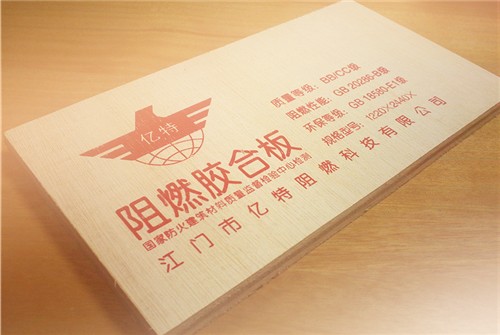 亿特
阻燃胶合板
国家防火建筑材料质量监督检验中心检测
江门市亿特阻燃科技有限公司
质量等级：BB/CC级
阻燃性能：GB 20286-B级
环保等级：GB 18580-E1级
规格型号：1220X2440X